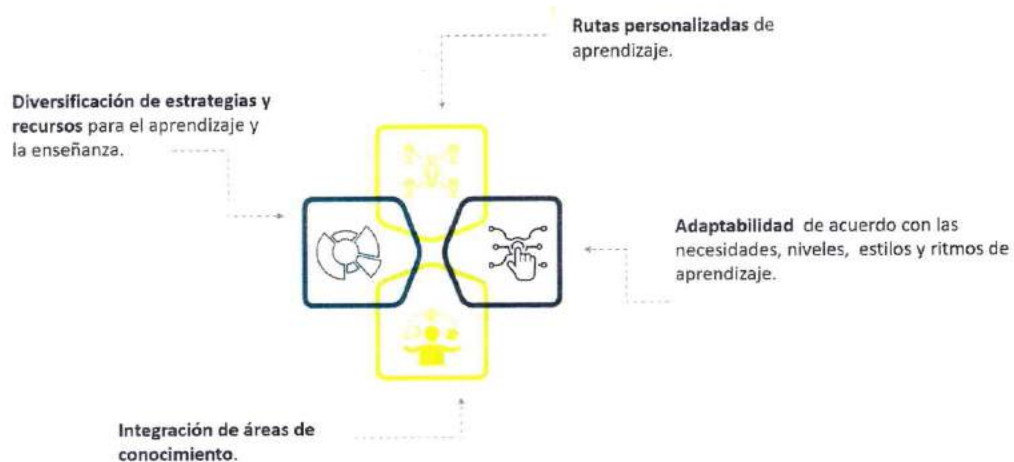 Rutas personalizadas de
aprendizaje.
Diversificación de estrategias y
recursos para el aprendizaje y
la enseñanza.
Adaptabilidad de acuerdo con las
necesidades, niveles, estilos y ritmos de
aprendizaje.
Integración de áreas de
conocimiento.